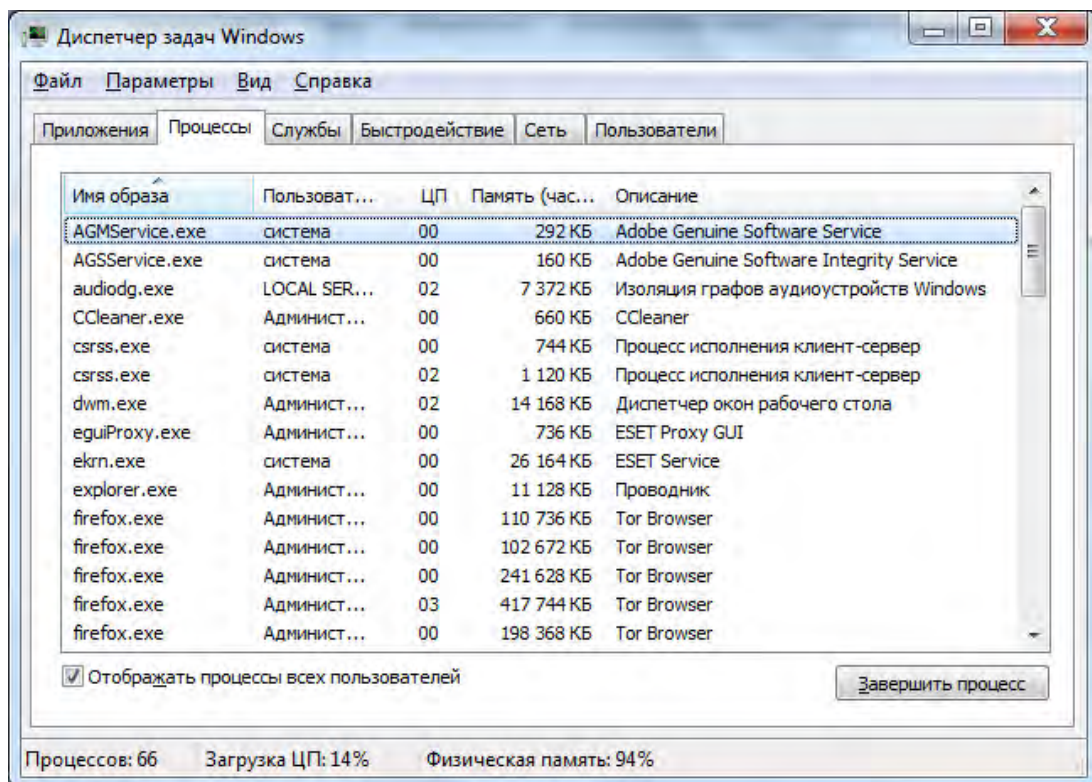 Диспетчер задач Windows
Файл Параметры Вид Справка
Приложения Процессы Службы Быстродействие Сеть Пользователи
Имя образа Пользоват... ЦП Память (час... Описание
AGMService.exe система 00 292 КБ Adobe Genuine Software Service
AGSService.exe система 00 160 КБ Adobe Genuine Software Integrity Service
audiodg.exe LOCAL SER... 02 7 372 КБ Изоляция графов аудиоустройств Windows
CCleaner.exe Админист... 00 660 КБ CCleaner
csrss.exe система 00 744 КБ Процесс исполнения клиент-сервер
csrss.exe система 02 1 120 КБ Процесс исполнения клиент-сервер
dwm.exe Админист... 02 14 168 КБ Диспетчер окон рабочего стола
eguiProxy.exe Админист... 00 736 КБ ESET Proxy GUI
ekrn.exe система 00 26 164 КБ ESET Service
explorer.exe Админист... 00 11 128 КБ Проводник
firefox.exe Админист... 00 110 736 КБ Tor Browser
firefox.exe Админист... 00 102 672 КБ Tor Browser
firefox.exe Админист... 00 241 628 КБ Tor Browser
firefox.exe Админист... 03 417 744 КБ Tor Browser
firefox.exe Админист... 00 198 368 КБ Tor Browser
Отображать процессы всех пользователей Завершить процесс
Процессов: 66 Загрузка ЦП: 14% Физическая память: 94%